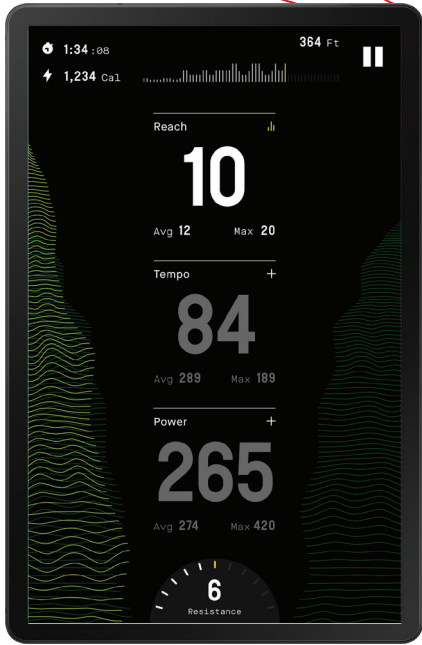 1:34:08
364 Ft
1,234 Cal
Reach
10
Avg 12 Max 20
Tempo +
84
Avg 289 Max 189
Power +
265
Avg 274 Max 420
6
Resistance